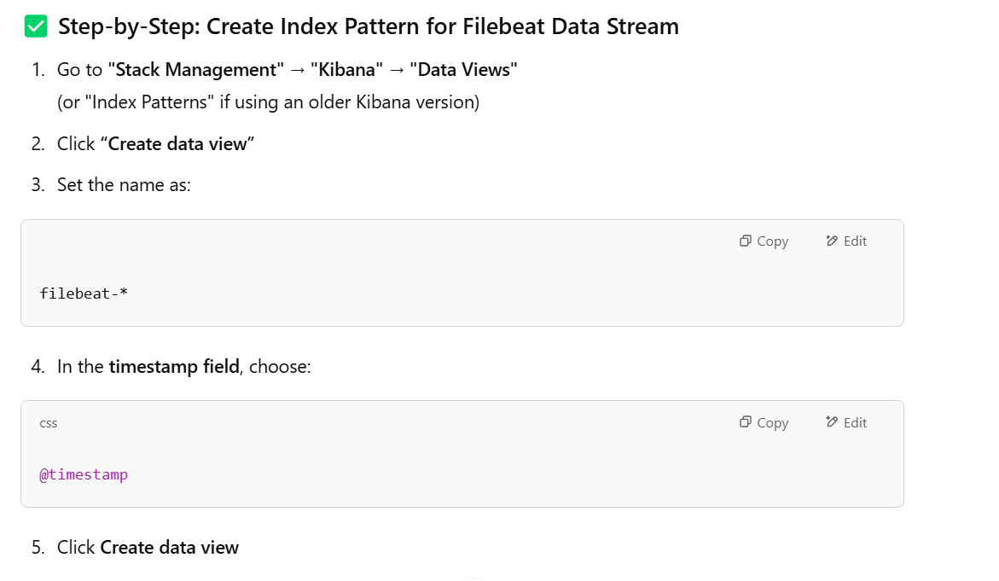 ✅ Step-by-Step: Create Index Pattern for Filebeat Data Stream
1. Go to "Stack Management" → "Kibana" → "Data Views"
(or "Index Patterns" if using an older Kibana version)
2. Click “Create data view”
3. Set the name as:
Copy Edit
filebeat-*
4. In the timestamp field, choose:
css Copy Edit
@timestamp
5. Click Create data view